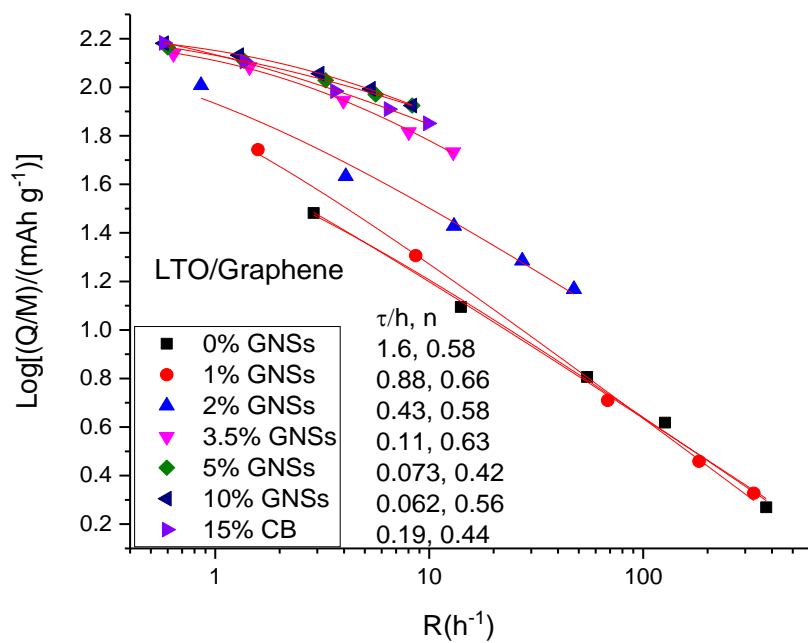 2.2
2.0
1.8
1.6
1.4
1.2
1.0
0.8
0.6
0.4
0.2
Log[(Q/M)/(mAh g⁻¹)]
LTO/Graphene
τ/h, n
0% GNSs 1.6, 0.58
1% GNSs 0.88, 0.66
2% GNSs 0.43, 0.58
3.5% GNSs 0.11, 0.63
5% GNSs 0.073, 0.42
10% GNSs 0.062, 0.56
15% CB 0.19, 0.44
1 10 100
R(h⁻¹)